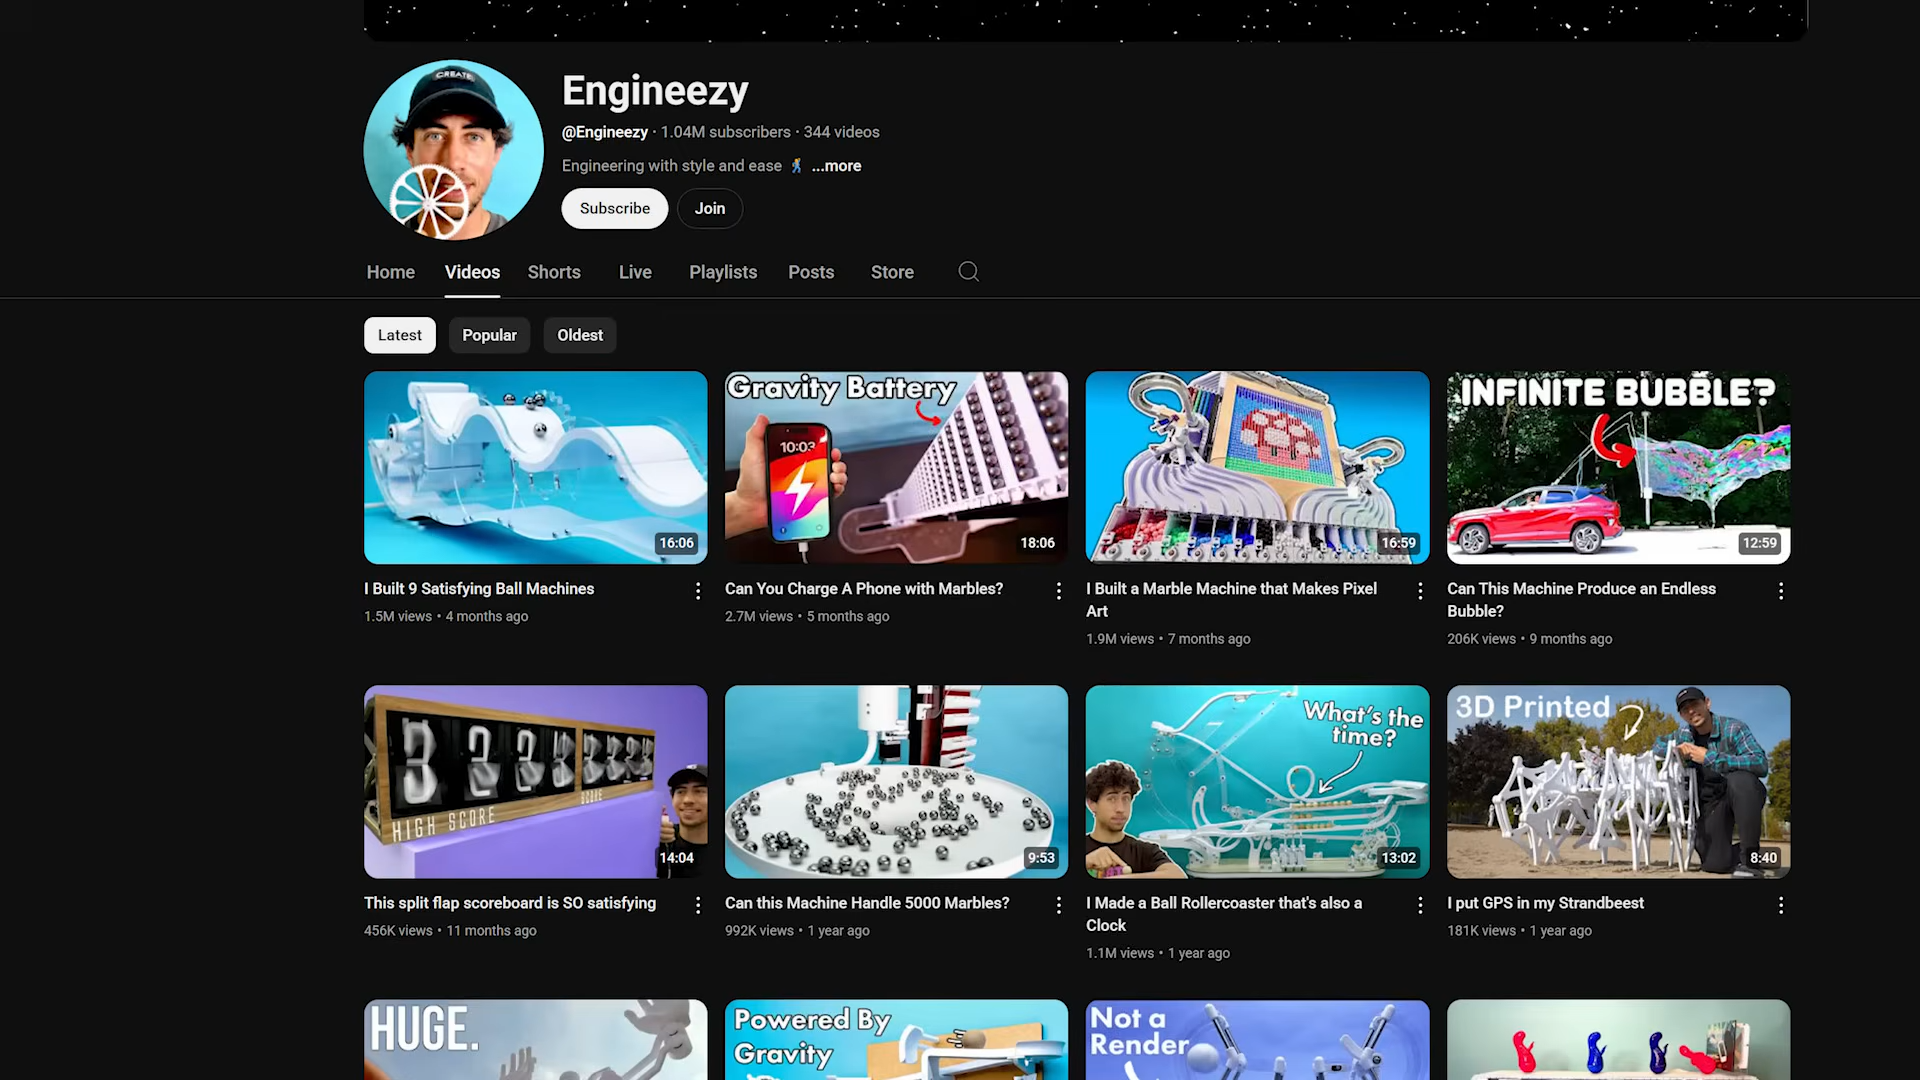 CREATE
Engineezy
@Engineezy · 1.04M subscribers · 344 videos
Engineering with style and ease ...more
Subscribe
Join
Home
Videos
Shorts
Live
Playlists
Posts
Store
Latest
Popular
Oldest
16:06
I Built 9 Satisfying Ball Machines
1.5M views • 4 months ago
Gravity Battery
10:03
18:06
Can You Charge A Phone with Marbles?
2.7M views • 5 months ago
16:59
I Built a Marble Machine that Makes Pixel
Art
1.9M views • 7 months ago
INFINITE BUBBLE?
12:59
Can This Machine Produce an Endless
Bubble?
206K views • 9 months ago
HIGH SCORE
SCORE
14:04
This split flap scoreboard is SO satisfying
456K views • 11 months ago
9:53
Can this Machine Handle 5000 Marbles?
992K views • 1 year ago
What's the
time?
13:02
I Made a Ball Rollercoaster that's also a
Clock
1.1M views • 1 year ago
3D Printed
8:40
I put GPS in my Strandbeest
181K views • 1 year ago
HUGE.
Powered By
Gravity
Not a
Render